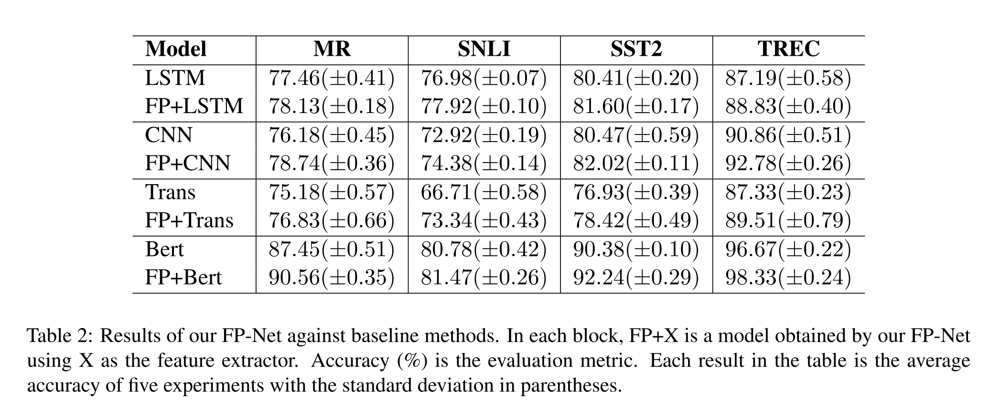 Model MR SNLI SST2 TREC
LSTM 77.46(±0.41) 76.98(±0.07) 80.41(±0.20) 87.19(±0.58)
FP+LSTM 78.13(±0.18) 77.92(±0.10) 81.60(±0.17) 88.83(±0.40)
CNN 76.18(±0.45) 72.92(±0.19) 80.47(±0.59) 90.86(±0.51)
FP+CNN 78.74(±0.36) 74.38(±0.14) 82.02(±0.11) 92.78(±0.26)
Trans 75.18(±0.57) 66.71(±0.58) 76.93(±0.39) 87.33(±0.23)
FP+Trans 76.83(±0.66) 73.34(±0.43) 78.42(±0.49) 89.51(±0.79)
Bert 87.45(±0.51) 80.78(±0.42) 90.38(±0.10) 96.67(±0.22)
FP+Bert 90.56(±0.35) 81.47(±0.26) 92.24(±0.29) 98.33(±0.24)
Table 2: Results of our FP-Net against baseline methods. In each block, FP+X is a model obtained by our FP-Net
using X as the feature extractor. Accuracy (%) is the evaluation metric. Each result in the table is the average
accuracy of five experiments with the standard deviation in parentheses.